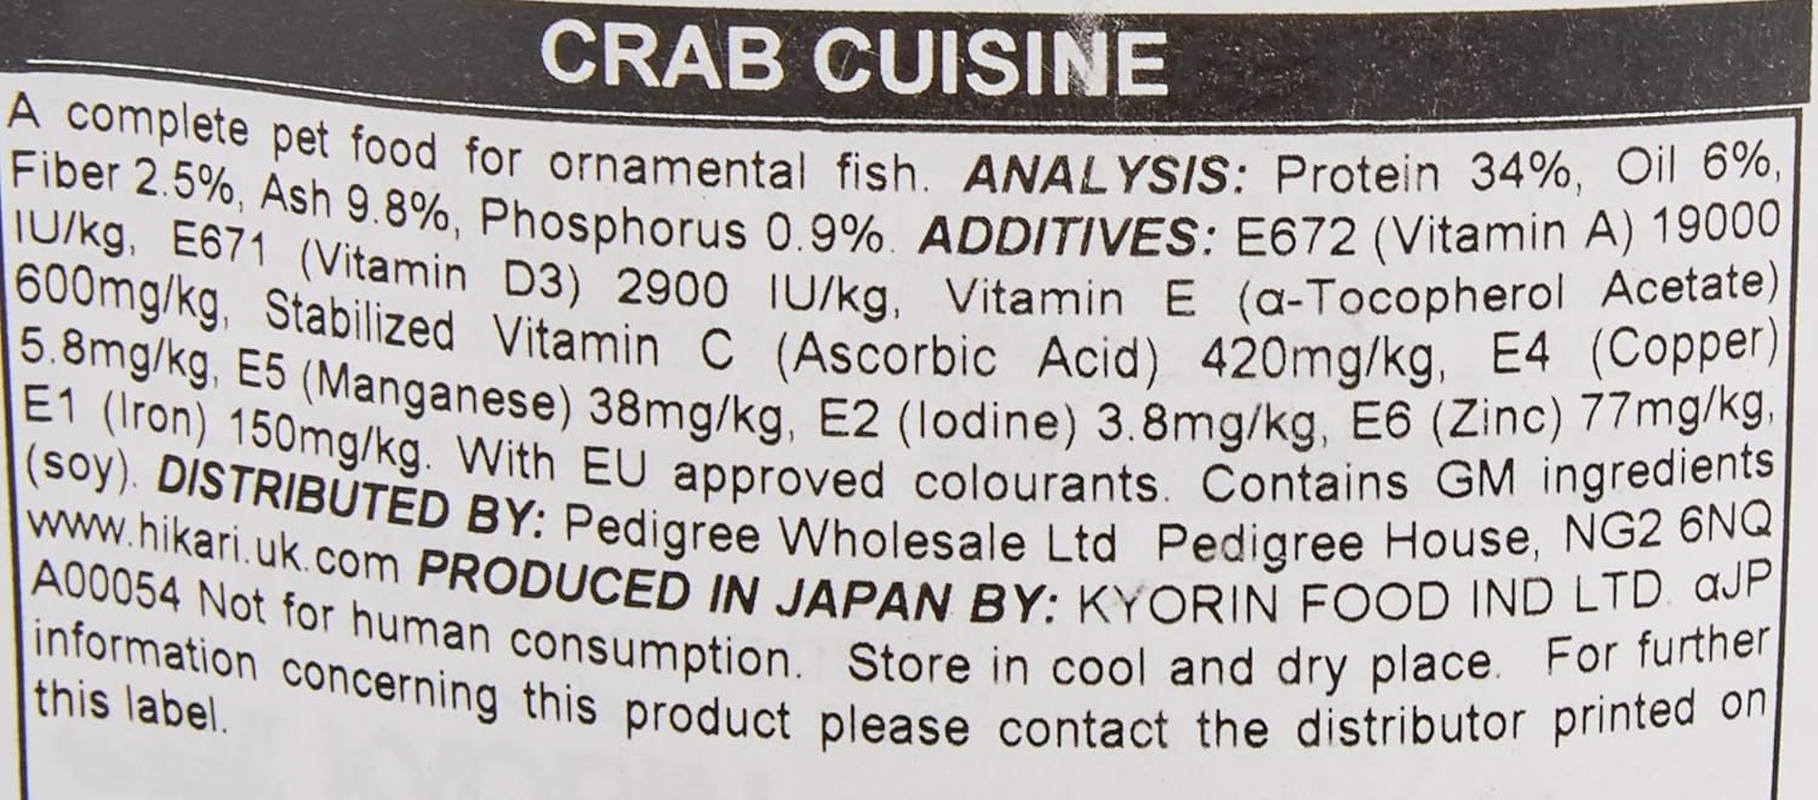 CRAB CUISINE
A complete pet food for ornamental fish. ANALYSIS: Protein 34%, Oil 6%,
Fiber 2.5%, Ash 9.8%, Phosphorus 0.9%. ADDITIVES: E672 (Vitamin A) 19000
IU/kg, E671 (Vitamin D3) 2900 IU/kg, Vitamin E (α-Tocopherol Acetate)
600mg/kg, Stabilized Vitamin C (Ascorbic Acid) 420mg/kg, E4 (Copper)
5.8mg/kg, E5 (Manganese) 38mg/kg, E2 (Iodine) 3.8mg/kg, E6 (Zinc) 77mg/kg,
E1 (Iron) 150mg/kg. With EU approved colourants. Contains GM ingredients
(soy). DISTRIBUTED BY: Pedigree Wholesale Ltd Pedigree House, NG2 6NQ
www.hikari.uk.com PRODUCED IN JAPAN BY: KYORIN FOOD IND LTD. αJP
A00054 Not for human consumption. Store in cool and dry place. For further
information concerning this product please contact the distributor printed on
this label.